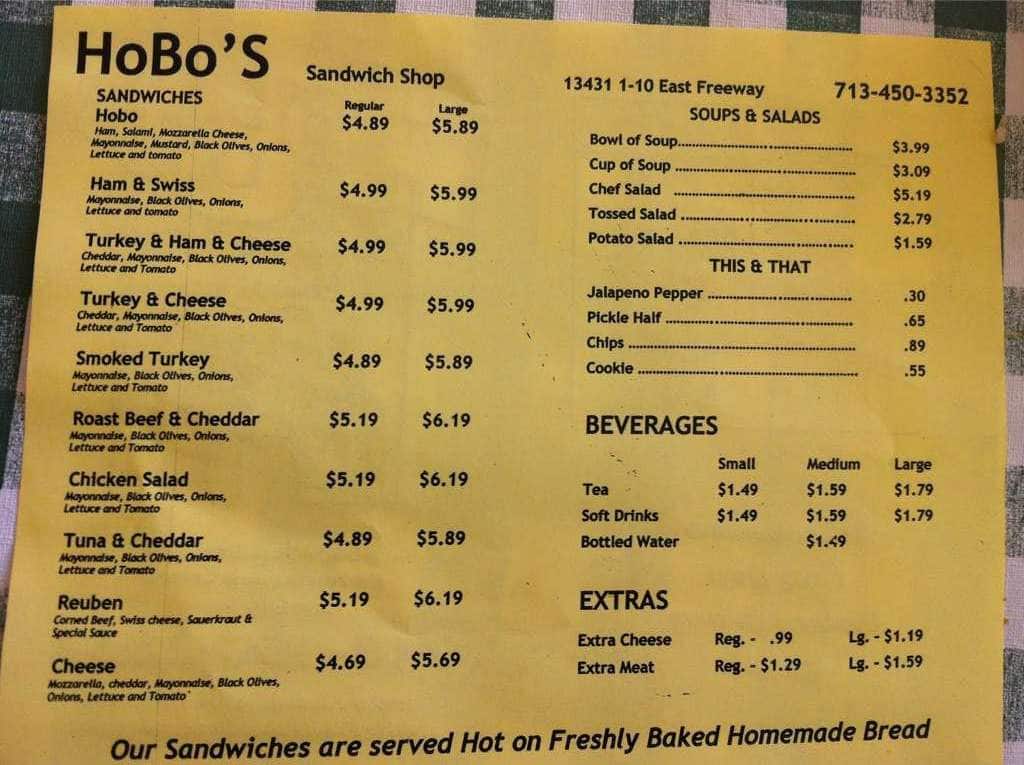 HoBo'S Sandwich Shop
SANDWICHES
Regular Large
Hobo $4.89 $5.89
Ham, Salami, Mozzarella Cheese,
Mayonnaise, Mustard, Black Olives, Onions,
Lettuce and tomato
Ham & Swiss $4.99 $5.99
Mayonnaise, Black Olives, Onions,
Lettuce and tomato
Turkey & Ham & Cheese $4.99 $5.99
Cheddar, Mayonnaise, Black Olives, Onions,
Lettuce and Tomato
Turkey & Cheese $4.99 $5.99
Cheddar, Mayonnaise, Black Olives, Onions,
Lettuce and Tomato
Smoked Turkey $4.89 $5.89
Mayonnaise, Black Olives, Onions,
Lettuce and Tomato
Roast Beef & Cheddar $5.19 $6.19
Mayonnaise, Black Olives, Onions,
Lettuce and Tomato
Chicken Salad $5.19 $6.19
Mayonnaise, Black Olives, Onions,
Lettuce and Tomato
Tuna & Cheddar $4.89 $5.89
Mayonnaise, Black Olives, Onions,
Lettuce and Tomato
Reuben $5.19 $6.19
Corned Beef, Swiss cheese, Sauerkraut &
Special Sauce
Cheese $4.69 $5.69
Mozzarella, cheddar, Mayonnaise, Black Olives,
Onions, Lettuce and Tomato
13431 1-10 East Freeway 713-450-3352
SOUPS & SALADS
Bowl of Soup $3.99
Cup of Soup $3.09
Chef Salad $5.19
Tossed Salad $2.79
Potato Salad $1.59
THIS & THAT
Jalapeno Pepper .30
Pickle Half .65
Chips .89
Cookie .55
BEVERAGES
Small Medium Large
Tea $1.49 $1.59 $1.79
Soft Drinks $1.49 $1.59 $1.79
Bottled Water $1.49
EXTRAS
Extra Cheese Reg. - .99 Lg. - $1.19
Extra Meat Reg. - $1.29 Lg. - $1.59
Our Sandwiches are served Hot on Freshly Baked Homemade Bread